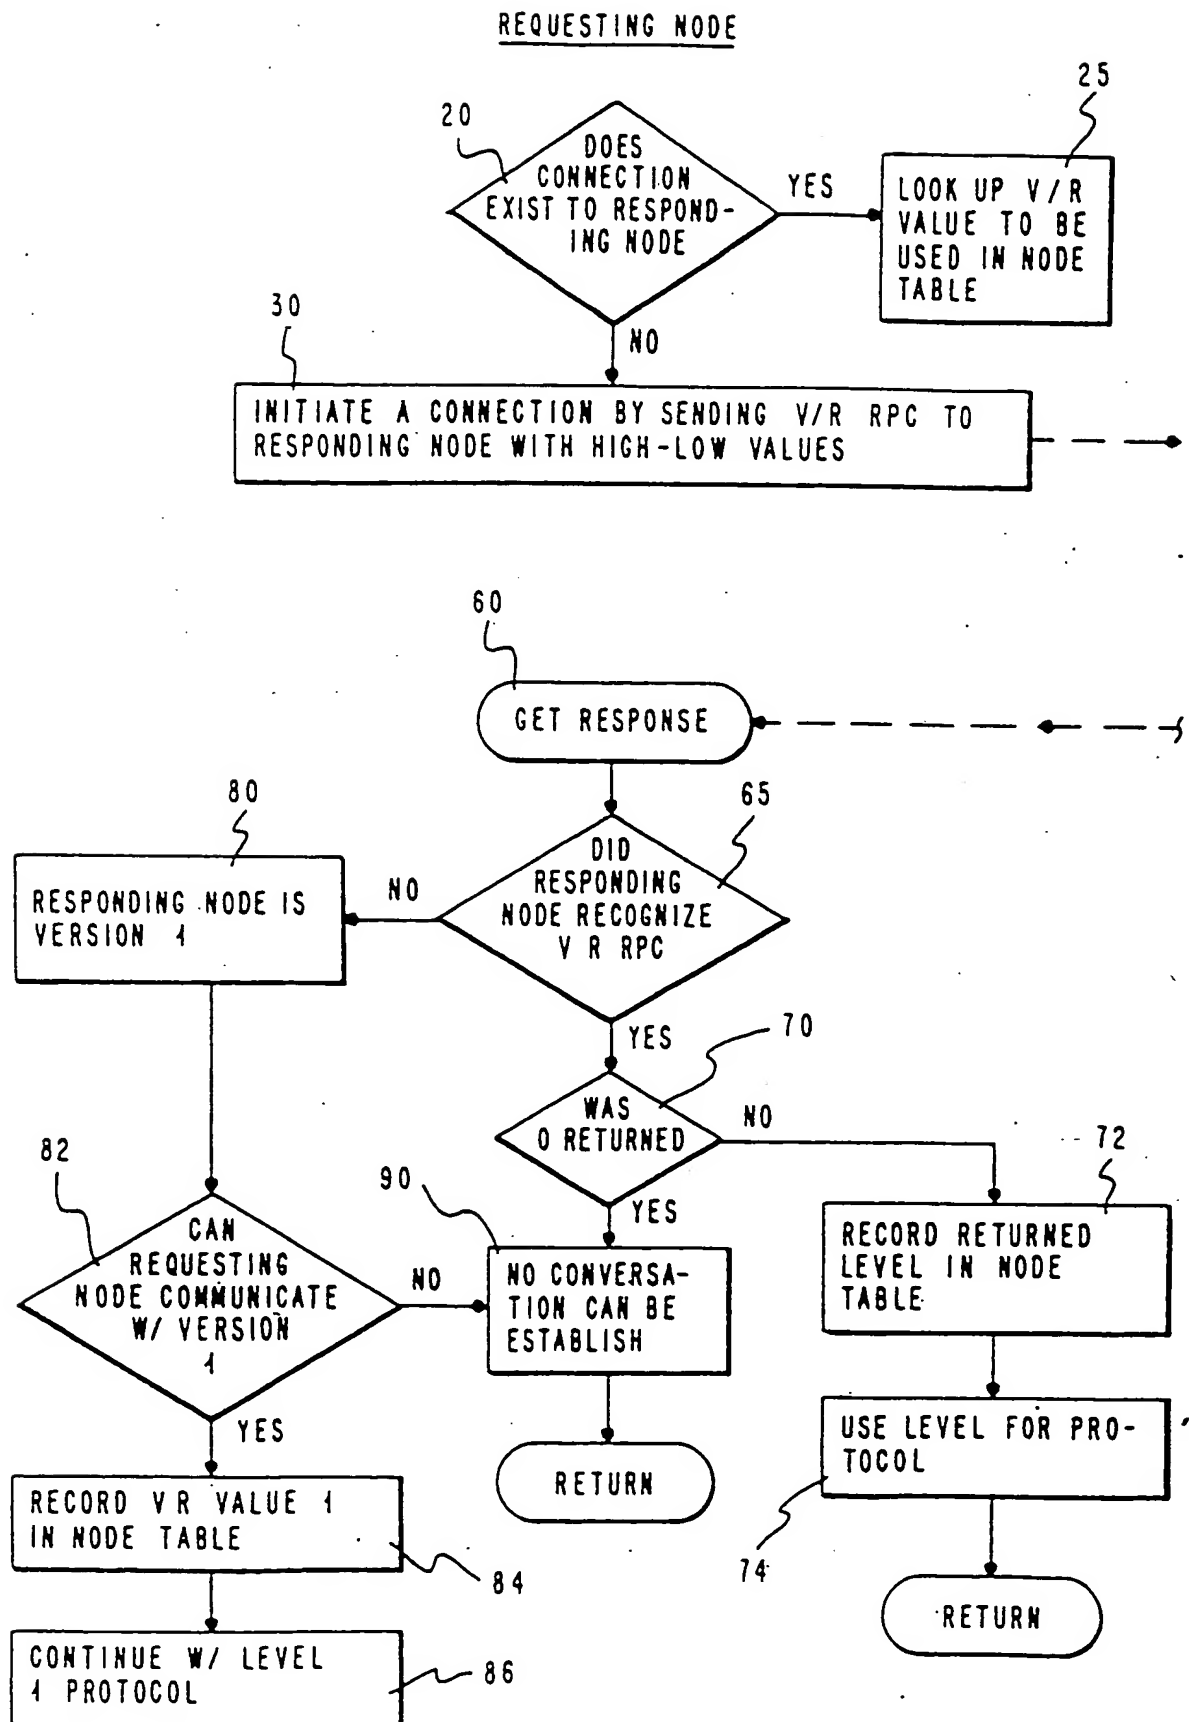 REQUESTING NODE
25
20
DOES
CONNECTION
EXIST TO RESPOND-
ING NODE
YES
LOOK UP V/R
VALUE TO BE
USED IN NODE
TABLE
NO
30
INITIATE A CONNECTION BY SENDING V/R RPC TO
RESPONDING NODE WITH HIGH-LOW VALUES
60
GET RESPONSE
65
80
DID
RESPONDING
NODE RECOGNIZE
V R RPC
NO
RESPONDING NODE IS
VERSION 1
YES
70
WAS
0 RETURNED
NO
72
YES
82
90
CAN
REQUESTING
NODE COMMUNICATE
W/ VERSION
1
NO
NO CONVERSA-
TION CAN BE
ESTABLISH
RECORD RETURNED
LEVEL IN NODE
TABLE
YES
USE LEVEL FOR PRO-
TOCOL
74
RETURN
RECORD V R VALUE 1
IN NODE TABLE
84
RETURN
CONTINUE W/ LEVEL
1 PROTOCOL
86